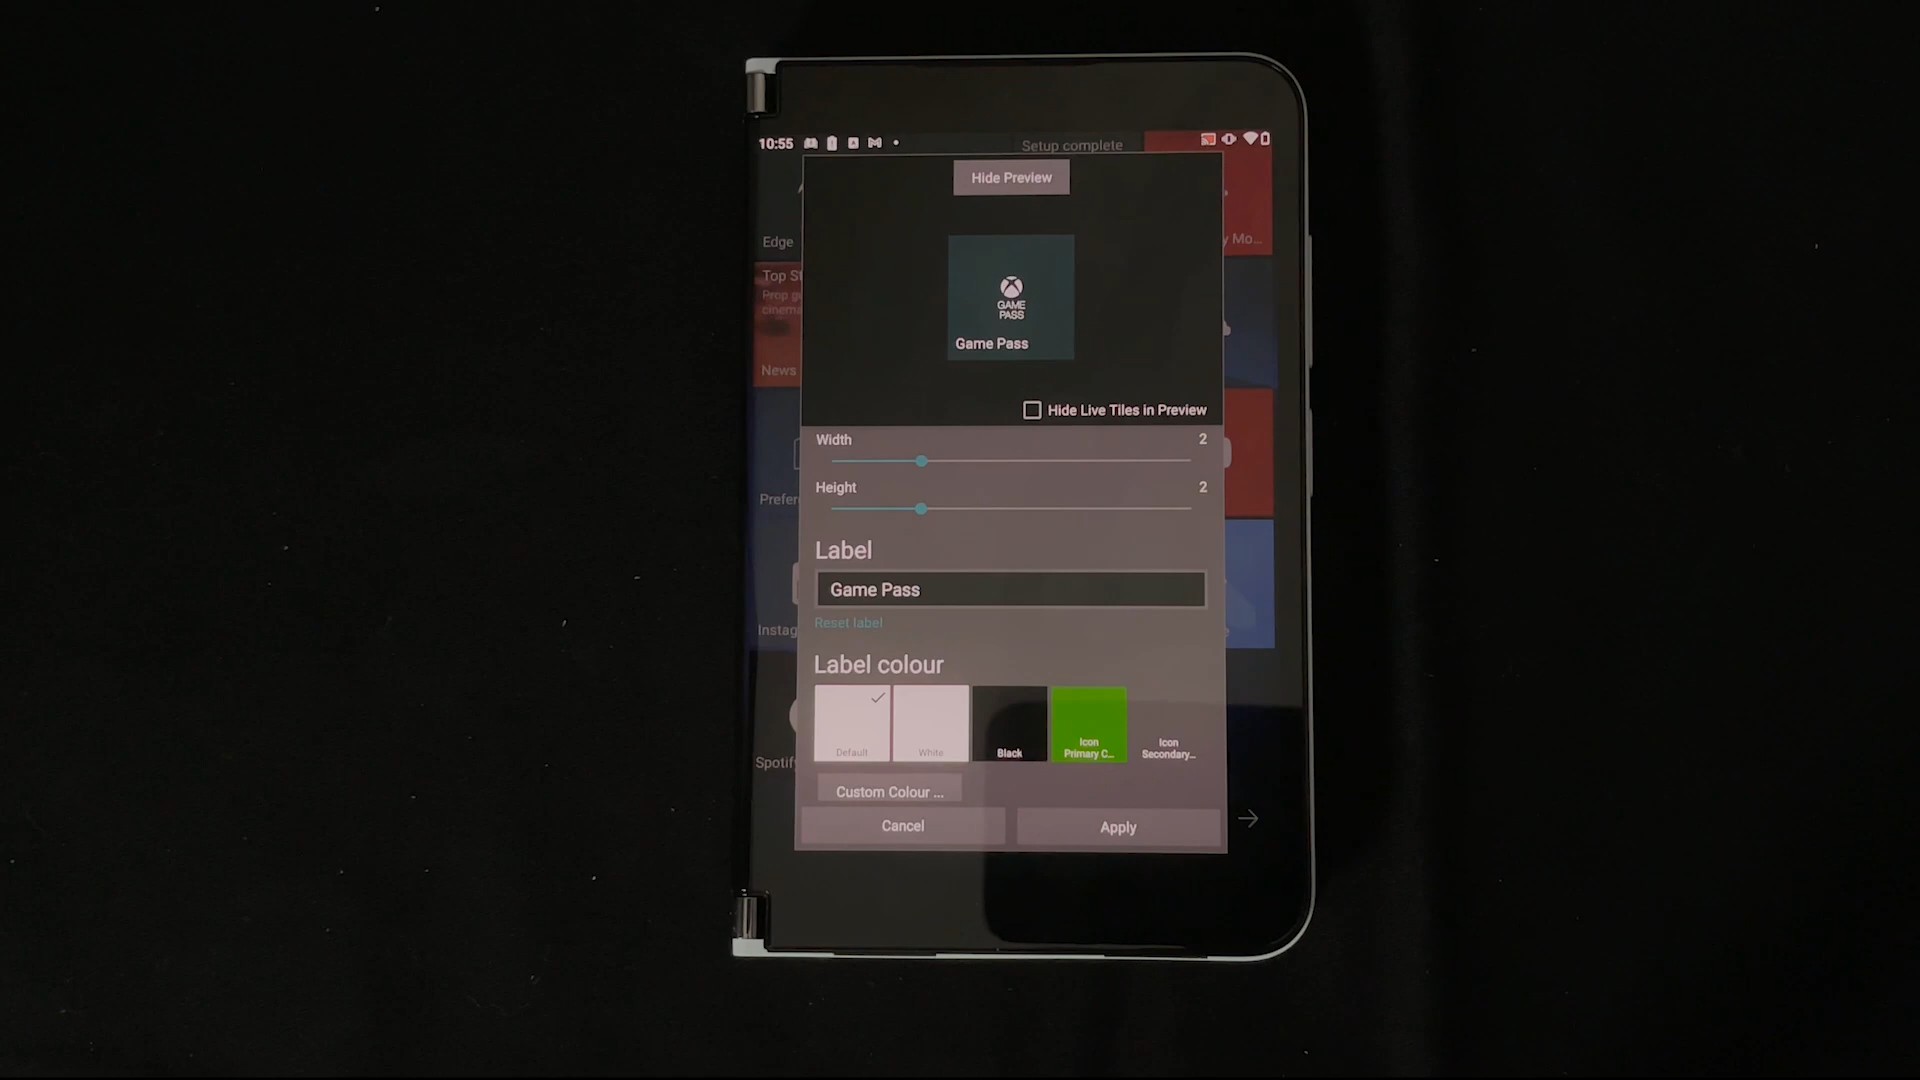 10:55
Setup complete
Hide Preview
Edge
y Mo...
Top St
Prop gu
cinema
GAME
PASS
Game Pass
News
Hide Live Tiles in Preview
Width 2
Height 2
Prefer
Label
Game Pass
Reset label
Instag
Label colour
Default
White
Black
Icon
Primary C...
Icon
Secondary...
Spotify
Custom Colour ...
Cancel
Apply